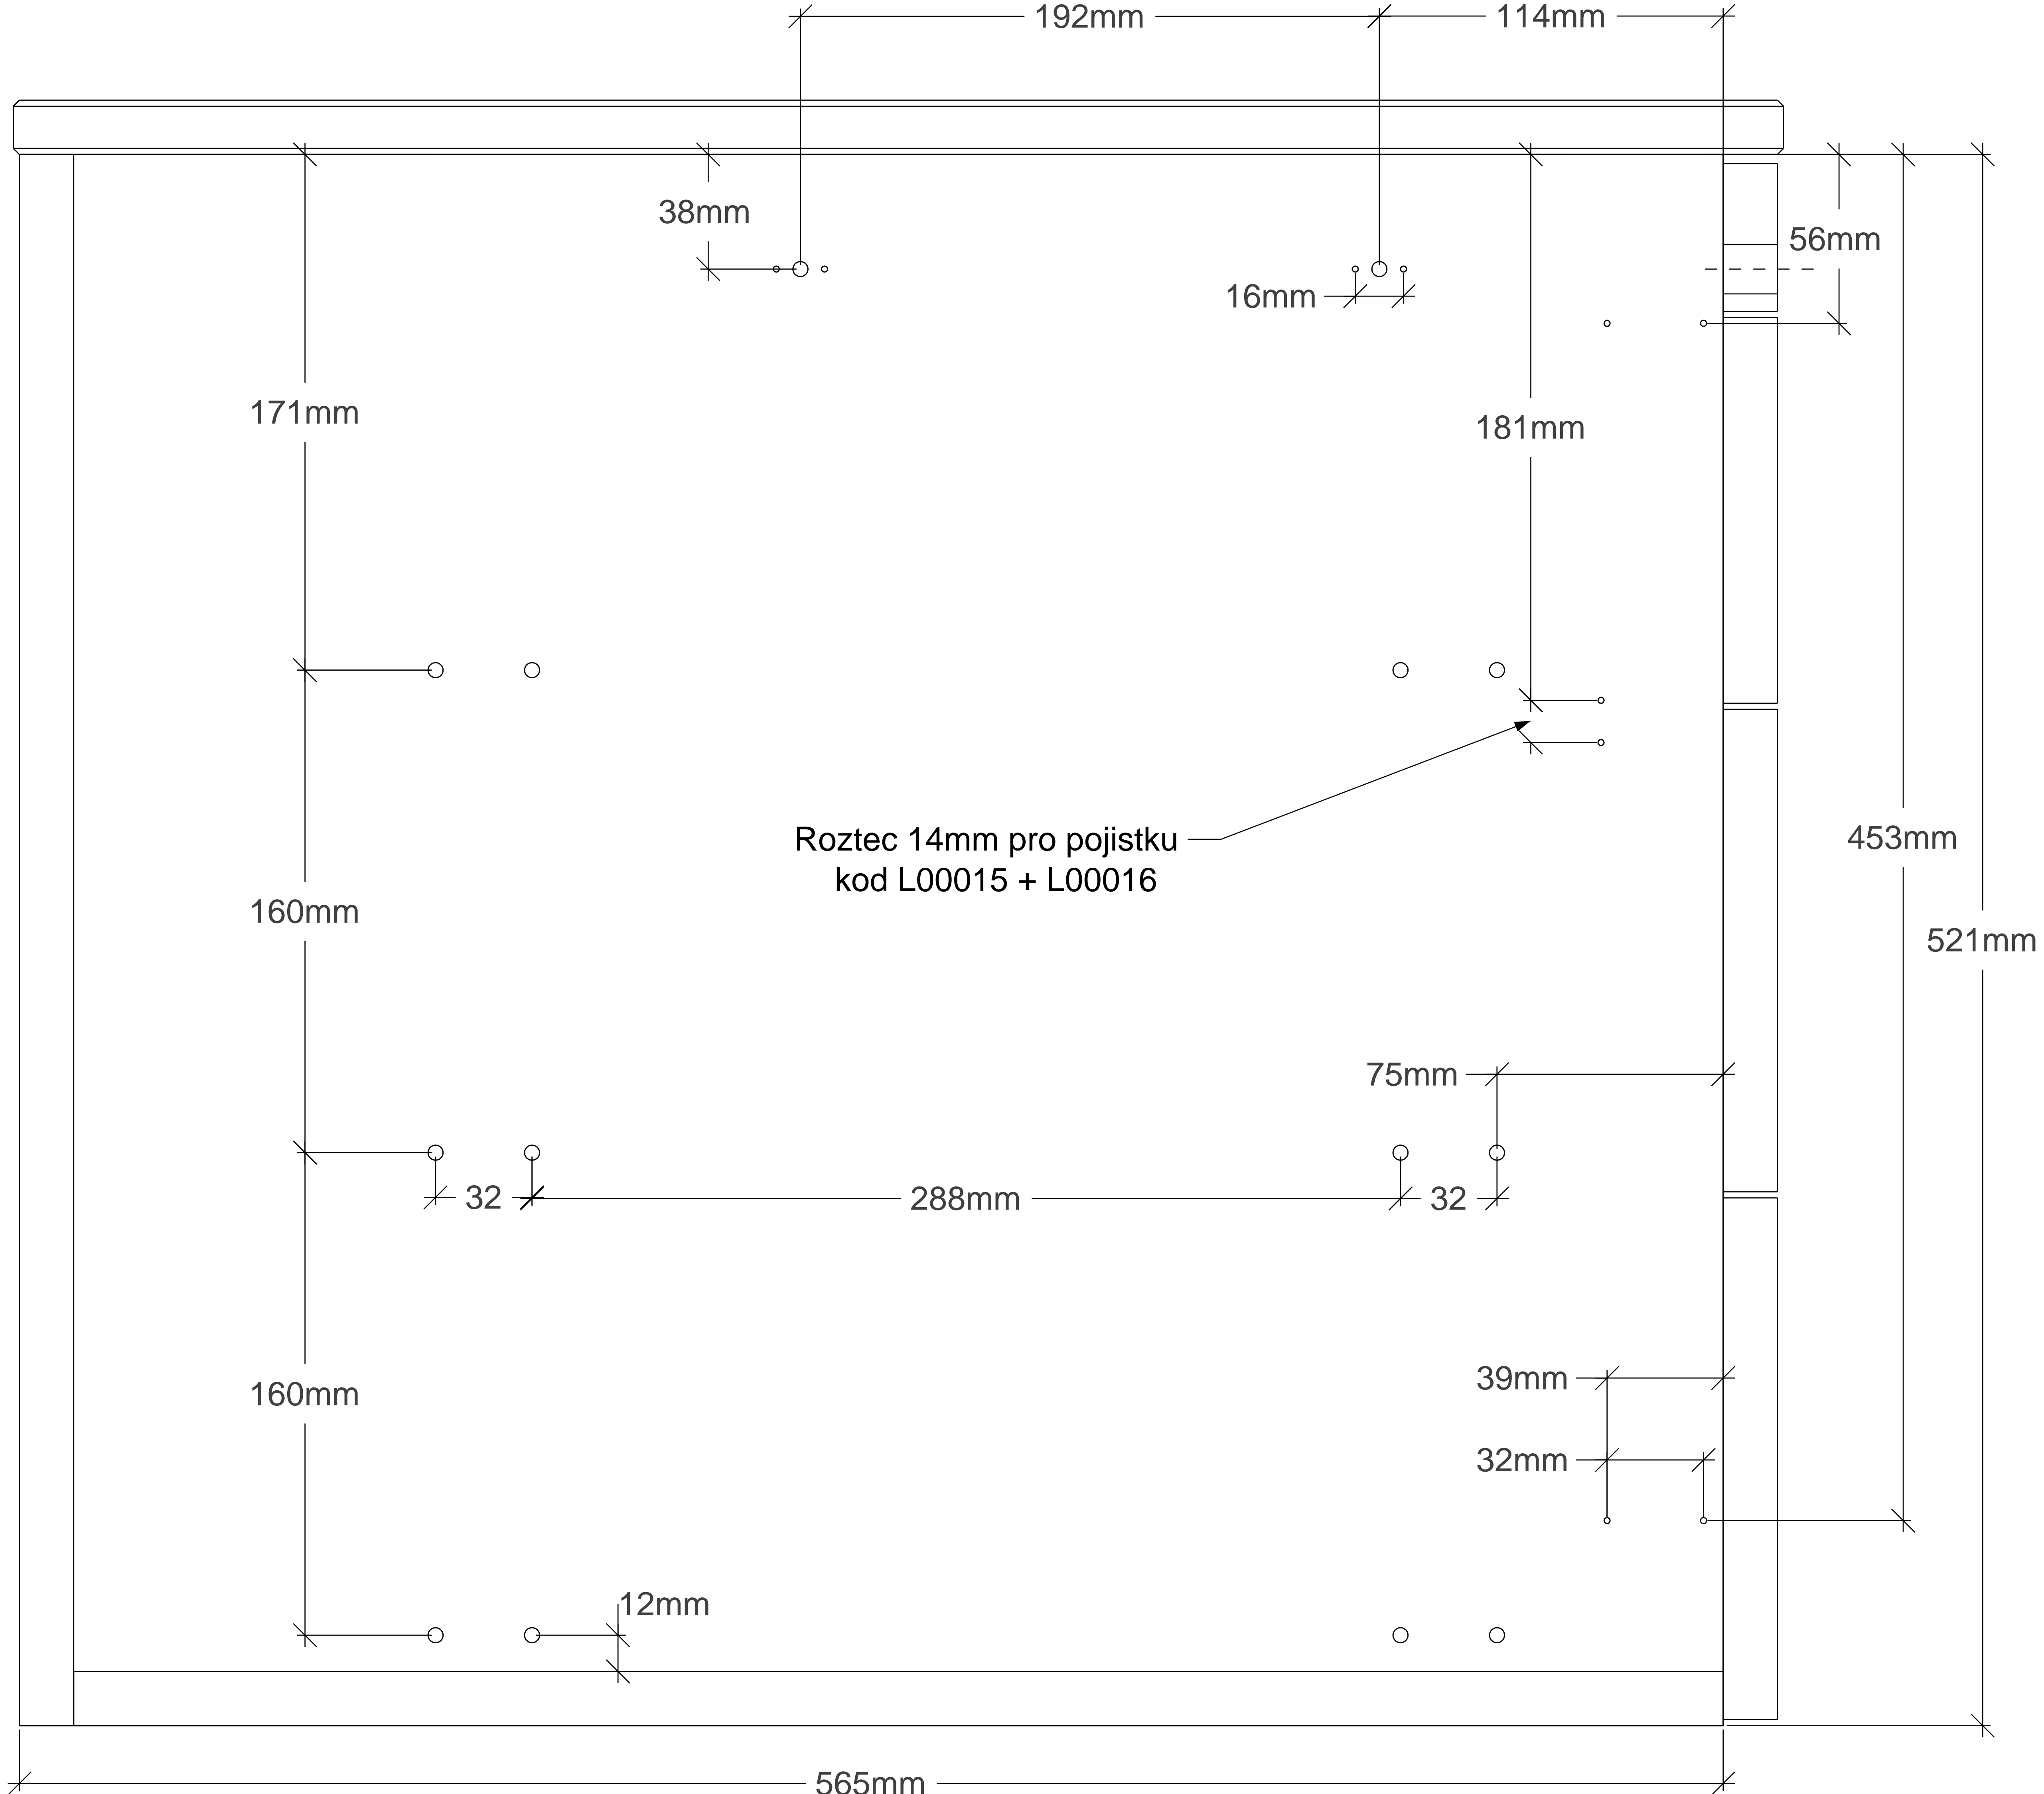 192mm
114mm
38mm
56mm
16mm
171mm
181mm
Roztec 14mm pro pojistku
kod L00015 + L00016
453mm
160mm
521mm
75mm
32
288mm
32
39mm
160mm
32mm
12mm
565mm